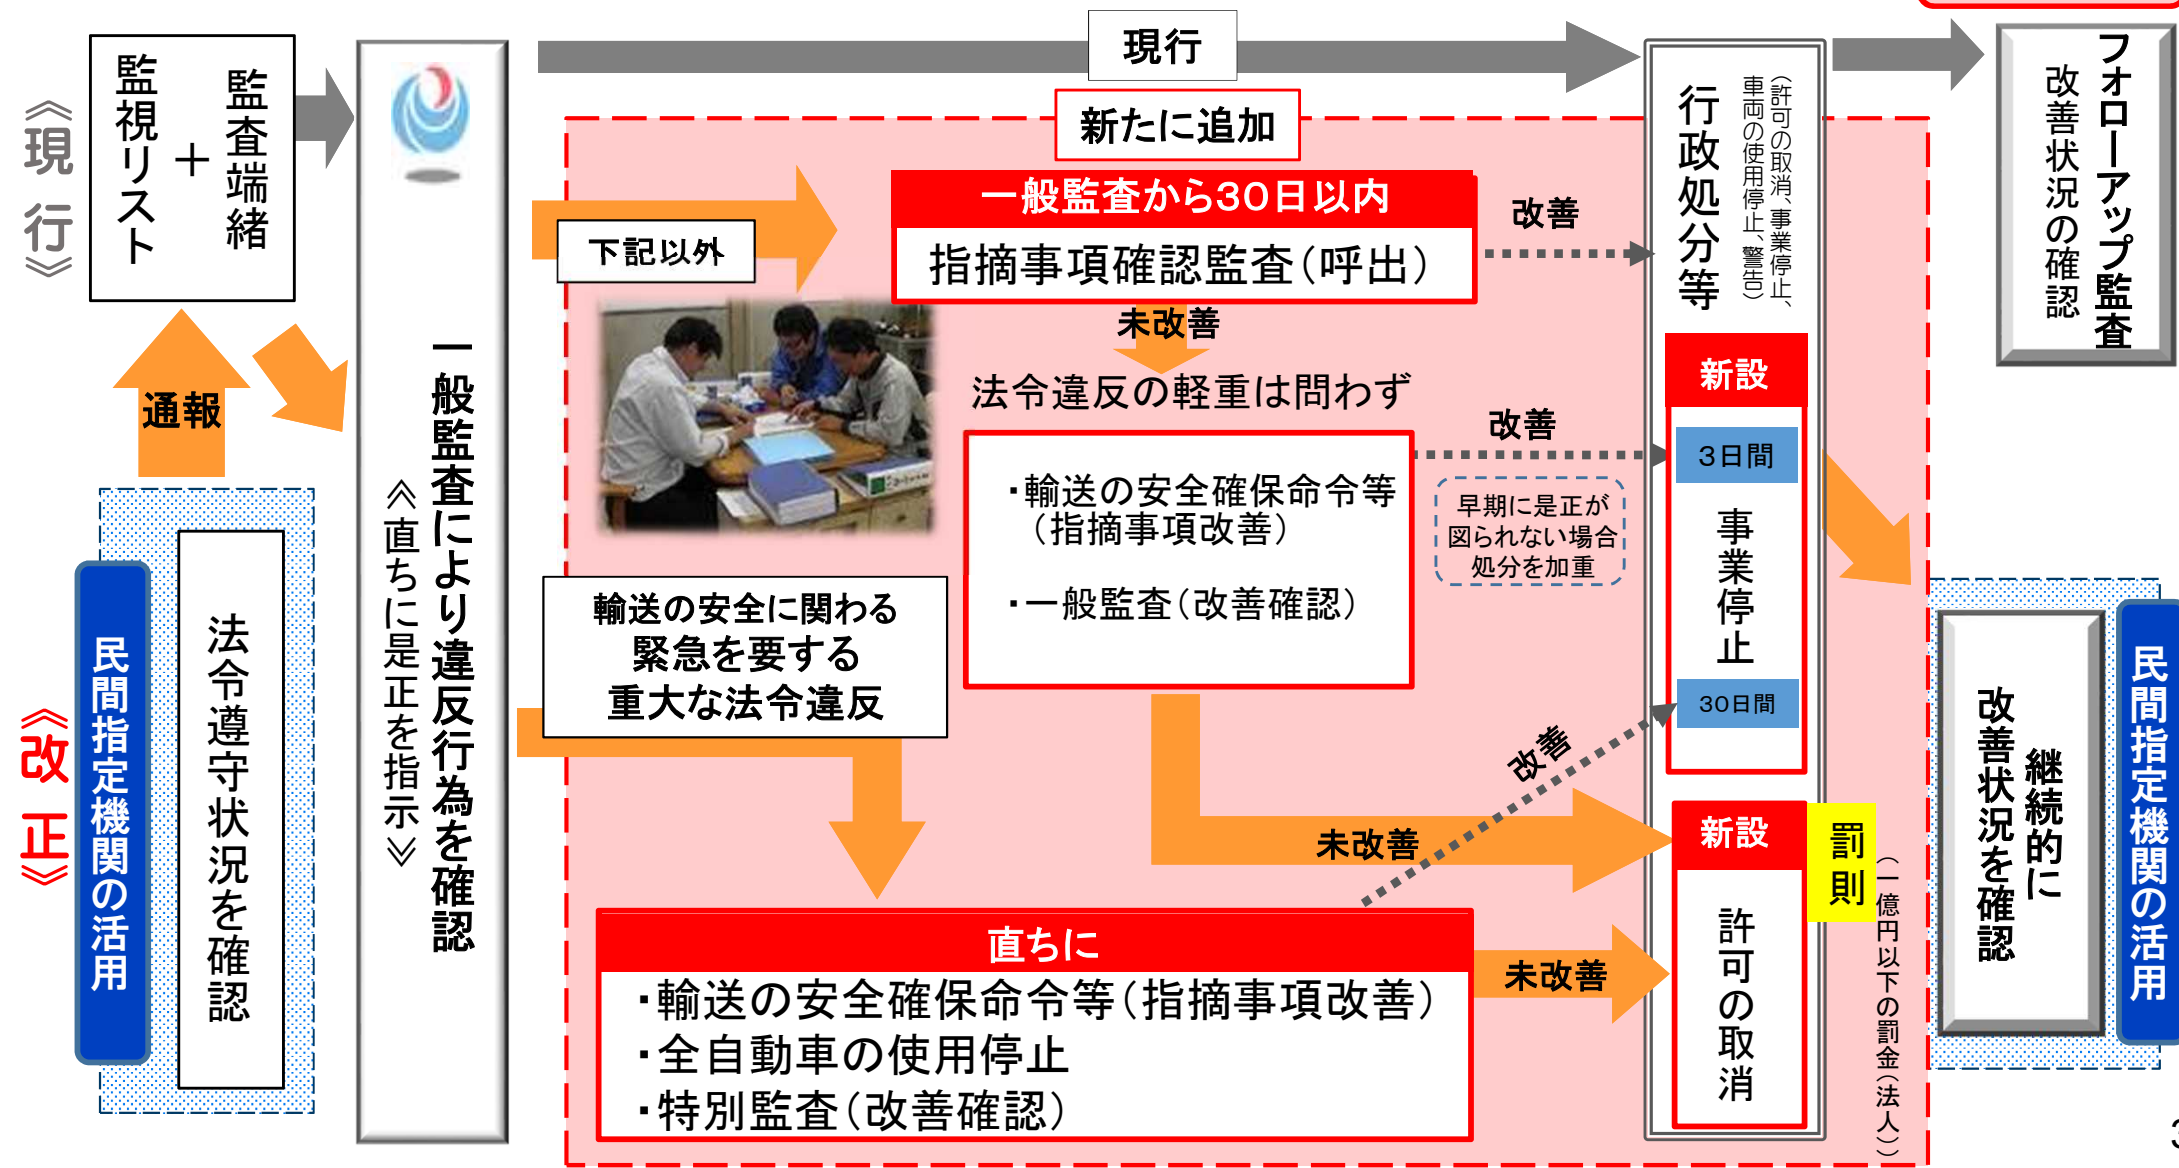 《現行》
監視リスト
＋
監査端緒
通報
民間指定機関の活用
法令遵守状況を確認
《改正》
一般監査により違反行為を確認
《直ちに是正を指示》
現行
新たに追加
下記以外
一般監査から30日以内
指摘事項確認監査（呼出）
改善
未改善
法令違反の軽重は問わず
・輸送の安全確保命令等
（指摘事項改善）
・一般監査（改善確認）
改善
早期に是正が
図られない場合
処分を加重
輸送の安全に関わる
緊急を要する
重大な法令違反
改善
未改善
直ちに
・輸送の安全確保命令等（指摘事項改善）
・全自動車の使用停止
・特別監査（改善確認）
未改善
行政処分等
（許可の取消、事業停止、
車両の使用停止、警告）
新設
3日間
事業停止
30日間
新設
許可の取消
罰則
（一億円以下の罰金（法人））
フォローアップ監査
改善状況の確認
継続的に
改善状況を確認
民間指定機関の活用